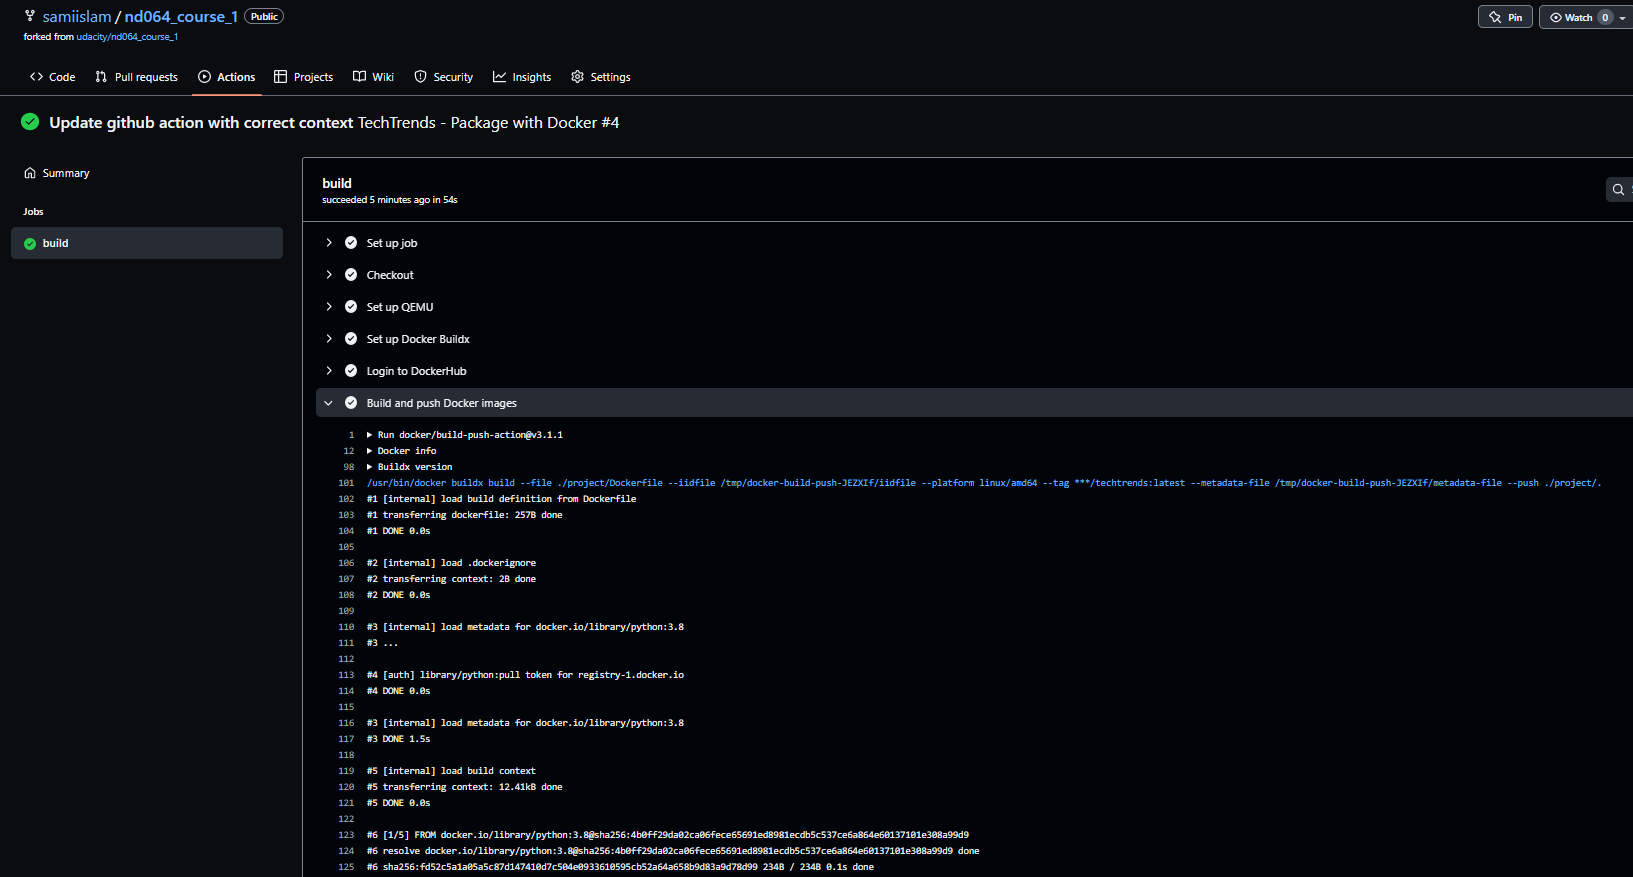 samiislam / nd064_course_1 Public
Pin
Watch 0
forked from udacity/nd064_course_1
Code Pull requests Actions Projects Wiki Security Insights Settings
Update github action with correct context TechTrends - Package with Docker #4
Summary
Jobs
build
build
succeeded 5 minutes ago in 54s
Set up job
Checkout
Set up QEMU
Set up Docker Buildx
Login to DockerHub
Build and push Docker images
1 Run docker/build-push-action@v3.1.1
12 Docker info
98 Buildx version
101 /usr/bin/docker buildx build --file ./project/Dockerfile --iidfile /tmp/docker-build-push-JEZXIf/iidfile --platform linux/amd64 --tag ***/techtrends:latest --metadata-file /tmp/docker-build-push-JEZXIf/metadata-file --push ./project/.
102 #1 [internal] load build definition from Dockerfile
103 #1 transferring dockerfile: 257B done
104 #1 DONE 0.0s
105
106 #2 [internal] load .dockerignore
107 #2 transferring context: 2B done
108 #2 DONE 0.0s
109
110 #3 [internal] load metadata for docker.io/library/python:3.8
111 #3 ...
112
113 #4 [auth] library/python:pull token for registry-1.docker.io
114 #4 DONE 0.0s
115
116 #3 [internal] load metadata for docker.io/library/python:3.8
117 #3 DONE 1.5s
118
119 #5 [internal] load build context
120 #5 transferring context: 12.41kB done
121 #5 DONE 0.0s
122
123 #6 [1/5] FROM docker.io/library/python:3.8@sha256:4b0ff29da02ca06fece65691ed8981ecdb5c537ce6a864e60137101e308a99d9
124 #6 resolve docker.io/library/python:3.8@sha256:4b0ff29da02ca06fece65691ed8981ecdb5c537ce6a864e60137101e308a99d9 done
125 #6 sha256:fd52c5a1a05a5c87d147410d7c504e0933610595cb52a64a658b9d83a9d78d99 234B / 234B 0.1s done